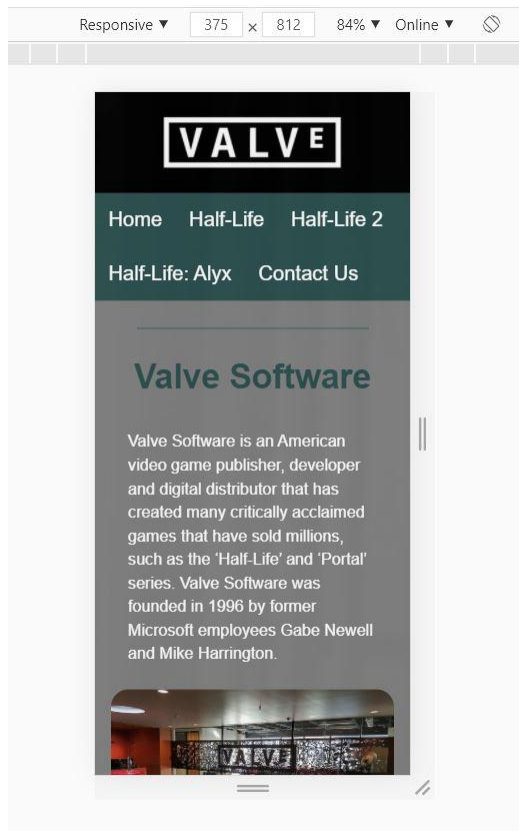 Responsive ▼ 375 × 812 84% ▼ Online ▼
VALVE
Home Half-Life Half-Life 2
Half-Life: Alyx Contact Us
Valve Software
Valve Software is an American
video game publisher, developer
and digital distributor that has
created many critically acclaimed
games that have sold millions,
such as the ‘Half-Life’ and ‘Portal’
series. Valve Software was
founded in 1996 by former
Microsoft employees Gabe Newell
and Mike Harrington.
VALVE